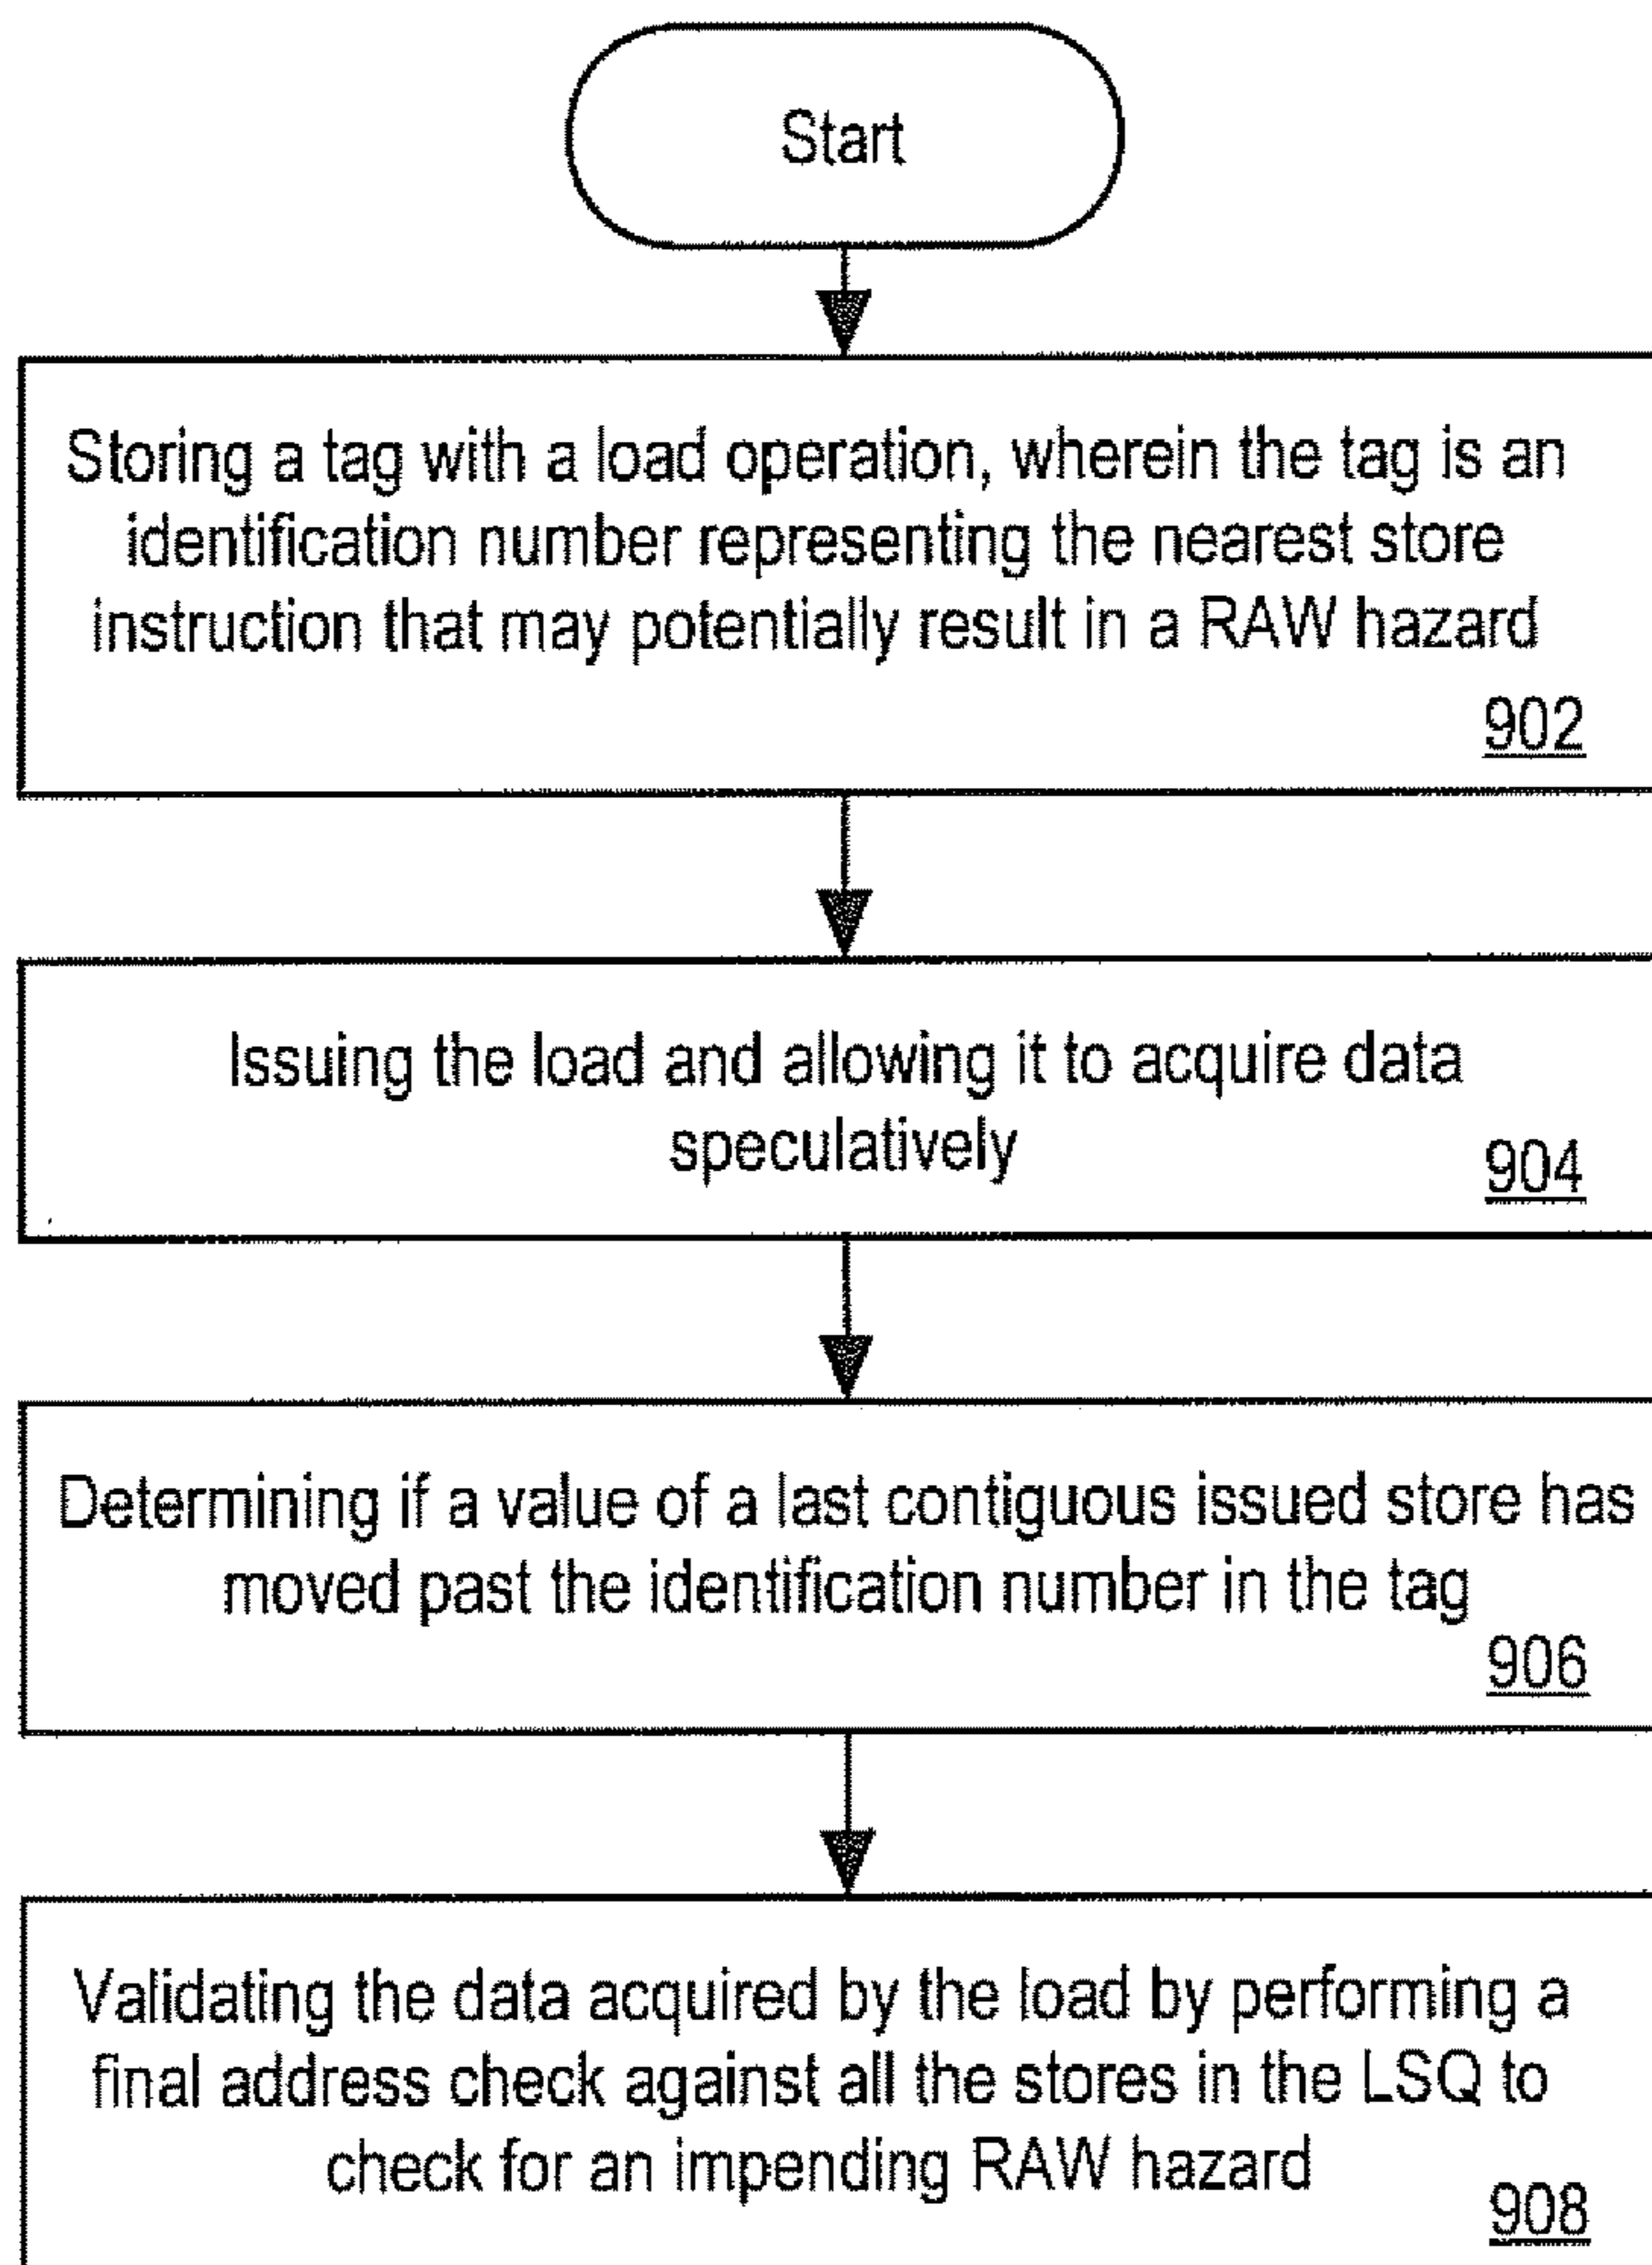 Start
Storing a tag with a load operation, wherein the tag is an
identification number representing the nearest store
instruction that may potentially result in a RAW hazard
902
Issuing the load and allowing it to acquire data
speculatively
904
Determining if a value of a last contiguous issued store has
moved past the identification number in the tag
906
Validating the data acquired by the load by performing a
final address check against all the stores in the LSQ to
check for an impending RAW hazard
908